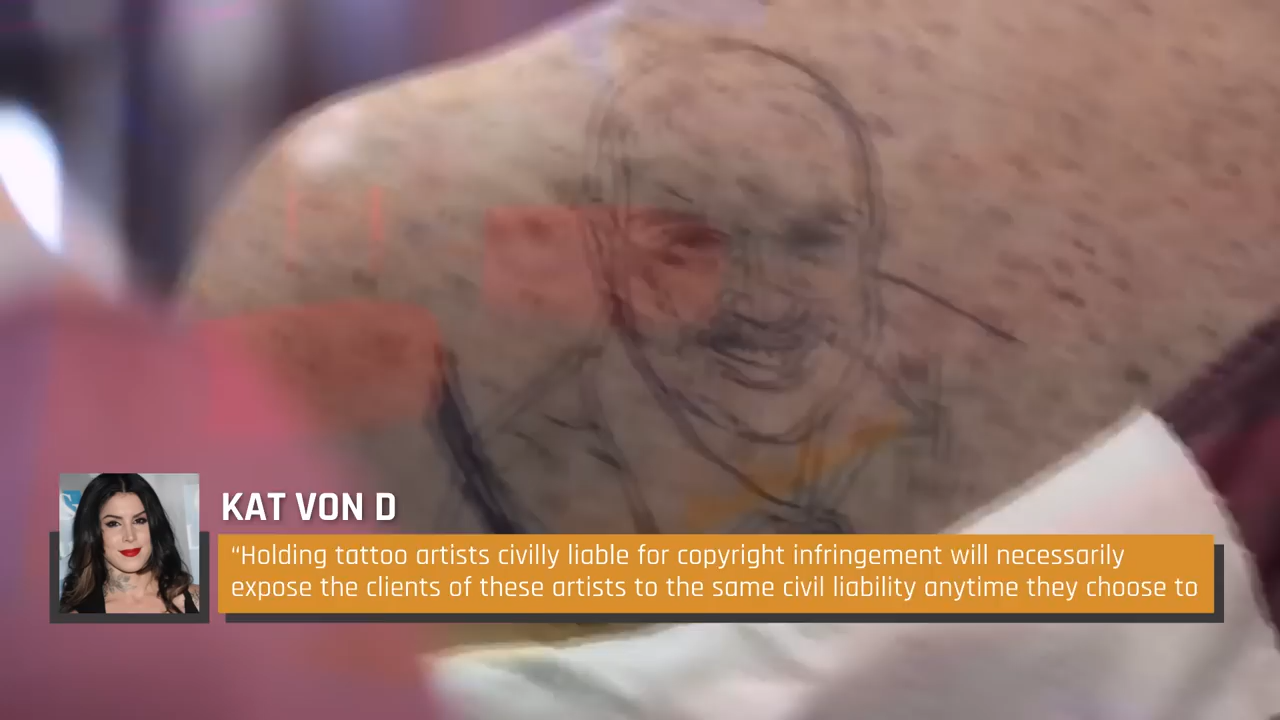 KAT VON D
“Holding tattoo artists civilly liable for copyright infringement will necessarily
expose the clients of these artists to the same civil liability anytime they choose to